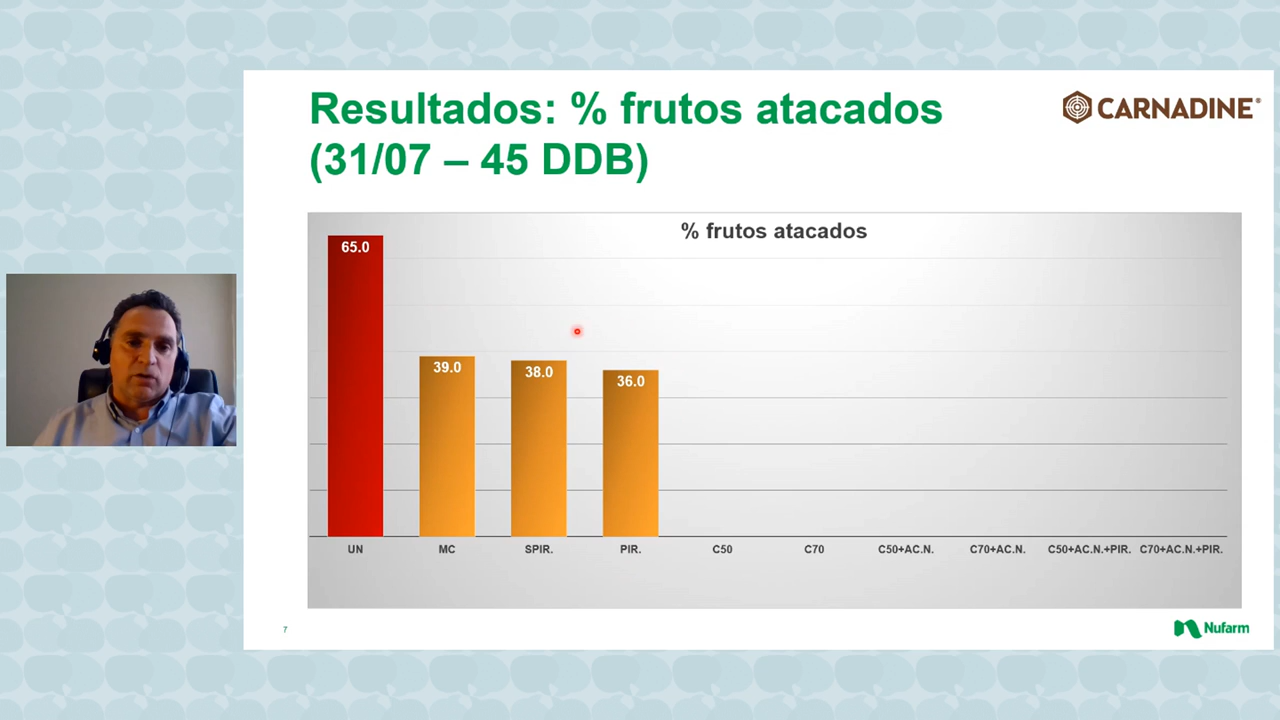 Resultados: % frutos atacados
(31/07 – 45 DDB)
CARNADINE®
% frutos atacados
65.0
39.0
38.0
36.0
UN MC SPIR. PIR. C50 C70 C50+AC.N. C70+AC.N. C50+AC.N.+PIR. C70+AC.N.+PIR.
7
Nufarm